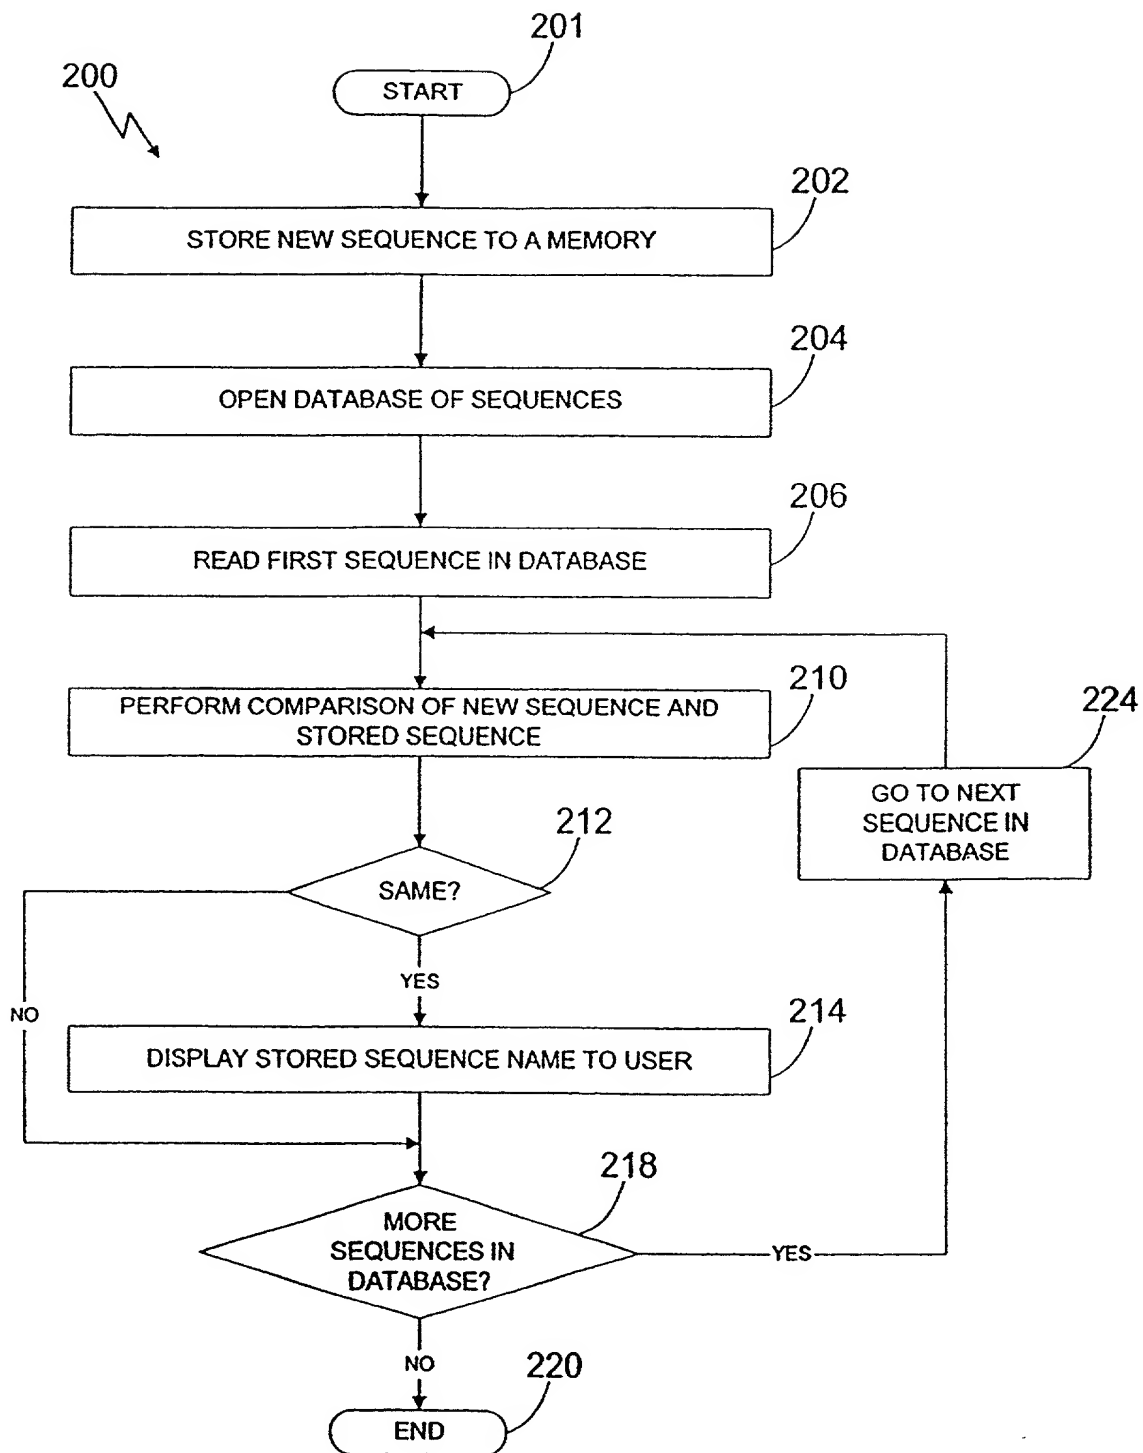 201
200
START
202
STORE NEW SEQUENCE TO A MEMORY
204
OPEN DATABASE OF SEQUENCES
206
READ FIRST SEQUENCE IN DATABASE
210
PERFORM COMPARISON OF NEW SEQUENCE AND
STORED SEQUENCE
224
GO TO NEXT
SEQUENCE IN
DATABASE
212
SAME?
YES
NO
214
DISPLAY STORED SEQUENCE NAME TO USER
218
MORE
SEQUENCES IN
DATABASE?
YES
NO
220
END